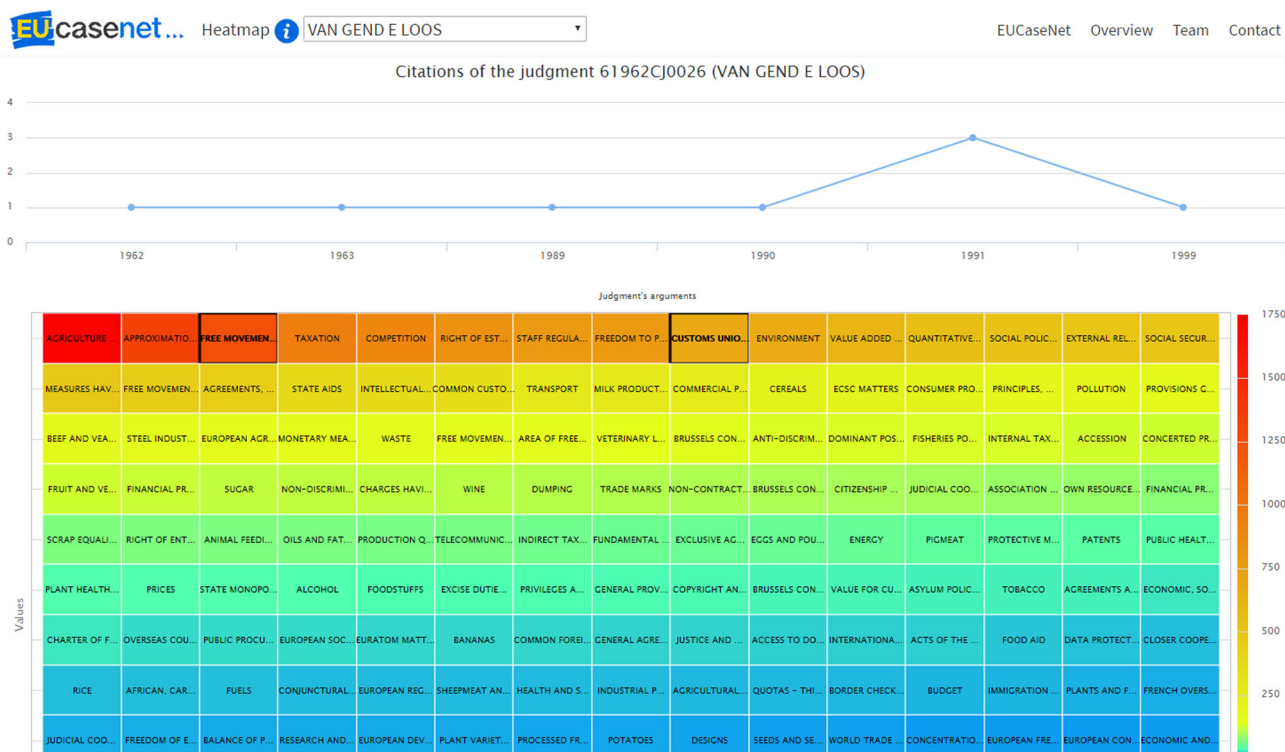 EUcasenet... Heatmap i VAN GEND E LOOS EUCaseNet Overview Team Contact
Citations of the judgment 61962CJ0026 (VAN GEND E LOOS)
4
3
2
1
0
1962 1963 1989 1990 1991 1999
Judgment's arguments
AGRICULTURE ... APPROXIMATIO... FREE MOVEMEN... TAXATION COMPETITION RIGHT OF EST... STAFF REGULA... FREEDOM TO P... CUSTOMS UNIO... ENVIRONMENT VALUE ADDED ... QUANTITATIVE... SOCIAL POLIC... EXTERNAL REL... SOCIAL SECUR...
MEASURES HAV... FREE MOVEMEN... AGREEMENTS, ... STATE AIDS INTELLECTUAL... COMMON CUSTO... TRANSPORT MILK PRODUCT... COMMERCIAL P... CEREALS ECSC MATTERS CONSUMER PRO... PRINCIPLES, ... POLLUTION PROVISIONS G...
BEEF AND VEA... STEEL INDUST... EUROPEAN AGR... MONETARY MEA... WASTE FREE MOVEMEN... AREA OF FREE... VETERINARY L... BRUSSELS CON... ANTI-DISCRIM... DOMINANT POS... FISHERIES PO... INTERNAL TAX... ACCESSION CONCERTED PR...
FRUIT AND VE... FINANCIAL PR... SUGAR NON-DISCRIMI... CHARGES HAVI... WINE DUMPING TRADE MARKS NON-CONTRACT... BRUSSELS CON... CITIZENSHIP ... JUDICIAL COO... ASSOCIATION ... OWN RESOURCE... FINANCIAL PR...
SCRAP EQUALI... RIGHT OF ENT... ANIMAL FEEDI... OILS AND FAT... PRODUCTION Q... TELECOMMUNIC... INDIRECT TAX... FUNDAMENTAL ... EXCLUSIVE AG... EGGS AND POU... ENERGY PIGMEAT PROTECTIVE M... PATENTS PUBLIC HEALT...
PLANT HEALTH... PRICES STATE MONOPO... ALCOHOL FOODSTUFFS EXCISE DUTIE... PRIVILEGES A... GENERAL PROV... COPYRIGHT AN... BRUSSELS CON... VALUE FOR CU... ASYLUM POLIC... TOBACCO AGREEMENTS A... ECONOMIC, SO...
CHARTER OF F... OVERSEAS COU... PUBLIC PROCU... EUROPEAN SOC... EURATOM MATT... BANANAS COMMON FOREI... GENERAL AGRE... JUSTICE AND ... ACCESS TO DO... INTERNATIONA... ACTS OF THE ... FOOD AID DATA PROTECT... CLOSER COOPE...
RICE AFRICAN, CAR... FUELS CONJUNCTURAL... EUROPEAN REG... SHEEPMEAT AN... HEALTH AND S... INDUSTRIAL P... AGRICULTURAL... QUOTAS - THI... BORDER CHECK... BUDGET IMMIGRATION ... PLANTS AND F... FRENCH OVERS...
JUDICIAL COO... FREEDOM OF E... BALANCE OF P... RESEARCH AND... EUROPEAN DEV... PLANT VARIET... PROCESSED FR... POTATOES DESIGNS SEEDS AND SE... WORLD TRADE ... CONCENTRATIO... EUROPEAN FRE... EUROPEAN CON... ECONOMIC AND...
Values
1750
1500
1250
1000
750
500
250